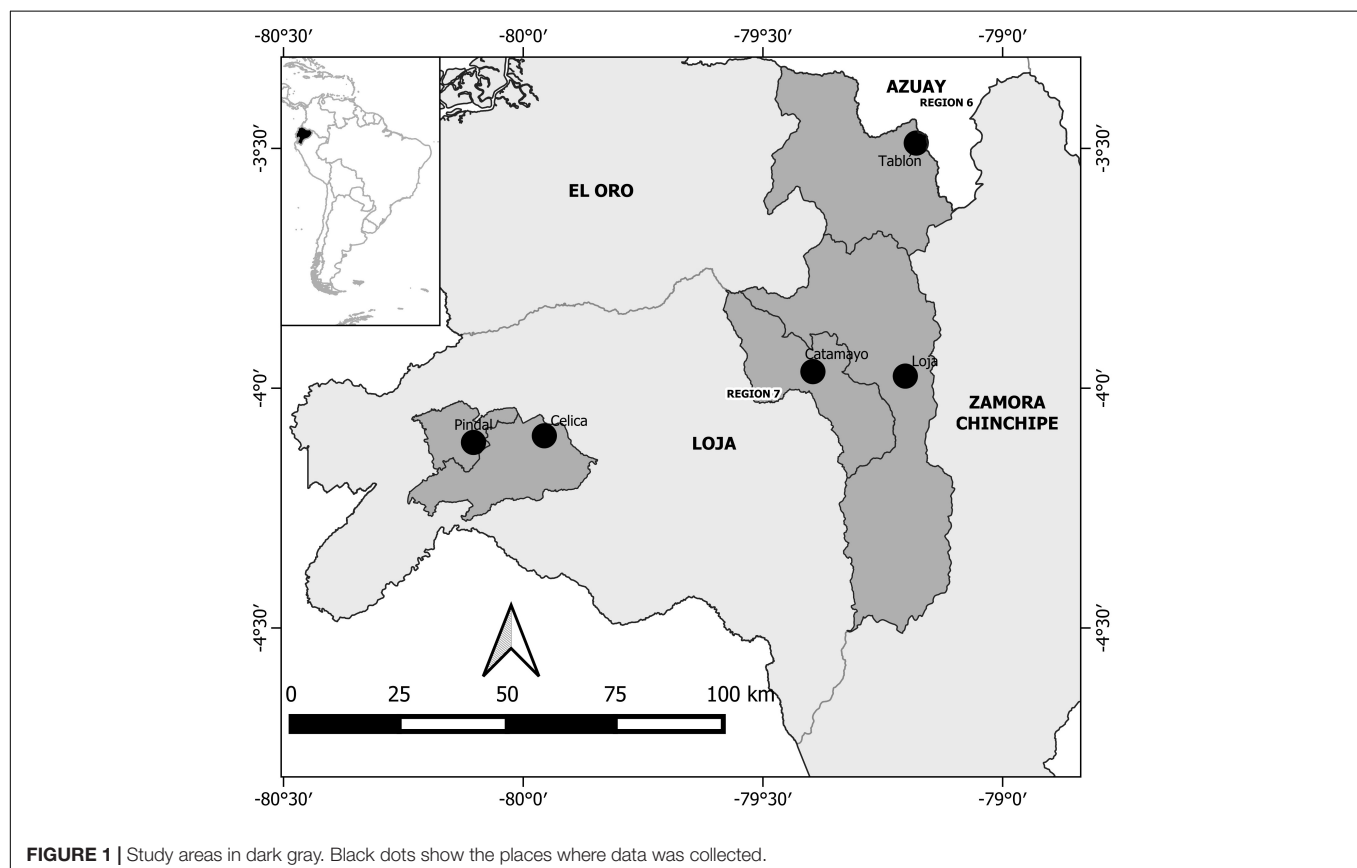 -80°30′ -80°0′ -79°30′ -79°0′
AZUAY
REGION 6
-3°30′ -3°30′
Tablón
EL ORO
Catamayo
Loja
-4°0′ -4°0′
REGION 7
ZAMORA
CHINCHIPE
Pindal
Celica
LOJA
-4°30′ -4°30′
0 25 50 75 100 km
-80°30′ -80°0′ -79°30′ -79°0′
FIGURE 1 | Study areas in dark gray. Black dots show the places where data was collected.